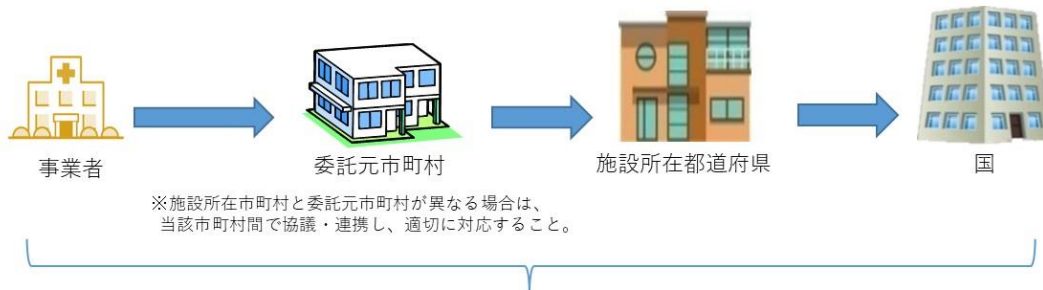 事業者
委託元市町村
施設所在都道府県
国
※施設所在市町村と委託元市町村が異なる場合は、
当該市町村間で協議・連携し、適切に対応すること。